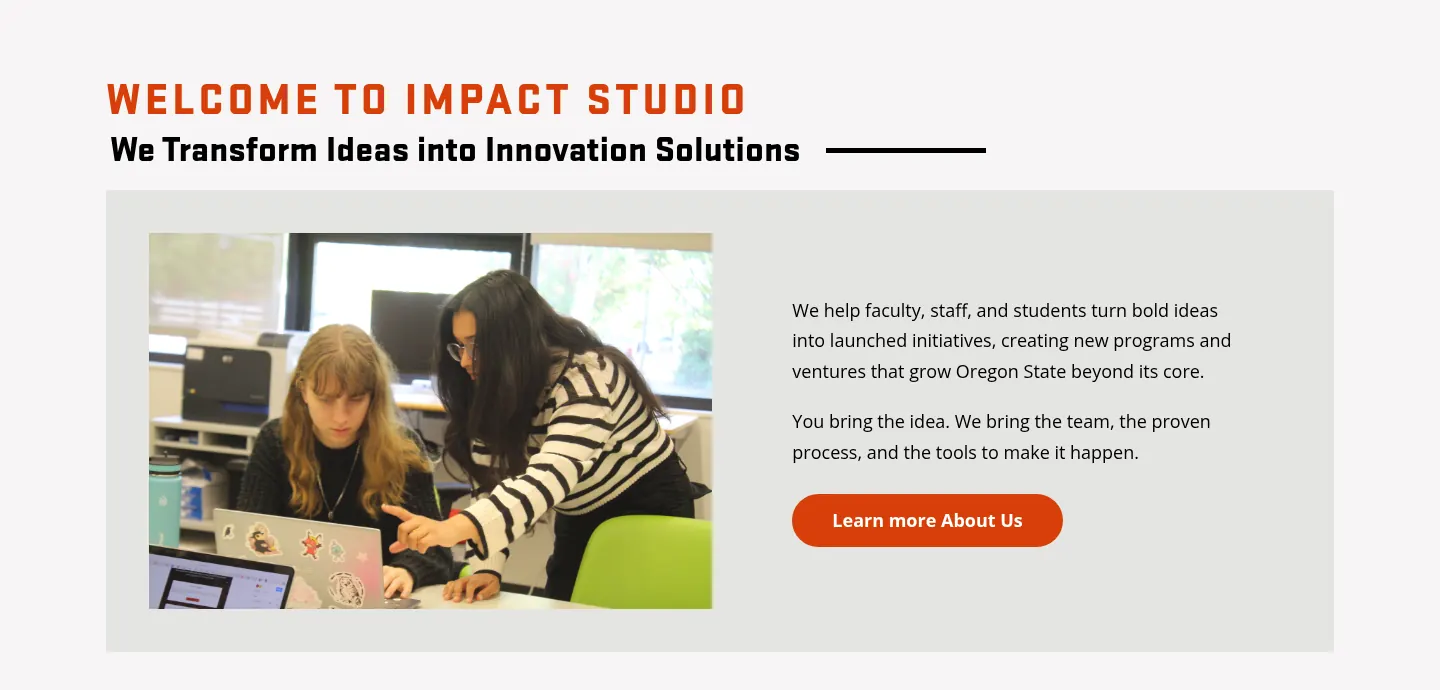 WELCOME TO IMPACT STUDIO
We Transform Ideas into Innovation Solutions
We help faculty, staff, and students turn bold ideas
into launched initiatives, creating new programs and
ventures that grow Oregon State beyond its core.
You bring the idea. We bring the team, the proven
process, and the tools to make it happen.
Learn more About Us